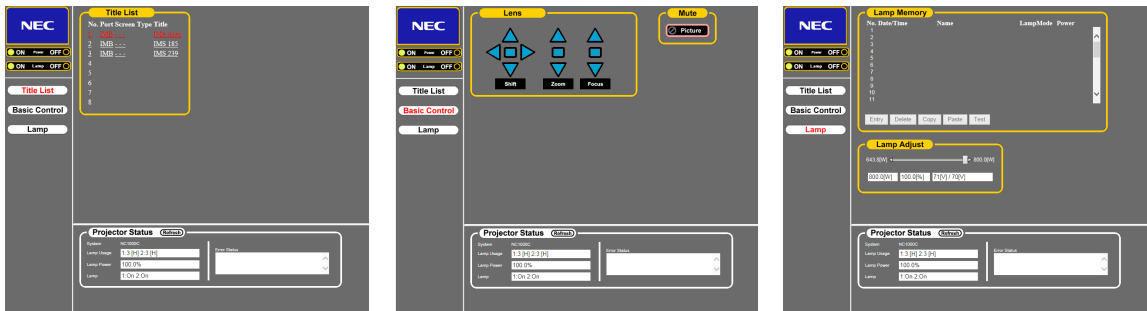 NEC
ON Power OFF
ON Lamp OFF
Title List
Basic Control
Lamp
Title List
No. Port Screen Type Title
1 IMB - - -
2 IMB - - - IMS 185
3 IMB - - - IMS 239
4
5
6
7
8
Projector Status Refresh
System NC1000C
Lamp Usage 1:3 [H] 2:3 [H]
Lamp Power 100.0%
Lamp 1:On 2:On
Error Status
NEC
ON Power OFF
ON Lamp OFF
Title List
Basic Control
Lamp
Lens
Shift Zoom Focus
Mute
Picture
Projector Status Refresh
System NC1000C
Lamp Usage 1:3 [H] 2:3 [H]
Lamp Power 100.0%
Lamp 1:On 2:On
Error Status
NEC
ON Power OFF
ON Lamp OFF
Title List
Basic Control
Lamp
Lamp Memory
No. Date/Time Name LampMode Power
1
2
3
4
5
6
7
8
9
10
11
Entry Delete Copy Paste Test
Lamp Adjust
643.8[W] 800.0[W]
800.0[W] 100.0[%] 71[V] / 70[V]
Projector Status Refresh
System NC1000C
Lamp Usage 1:3 [H] 2:3 [H]
Lamp Power 100.0%
Lamp 1:On 2:On
Error Status